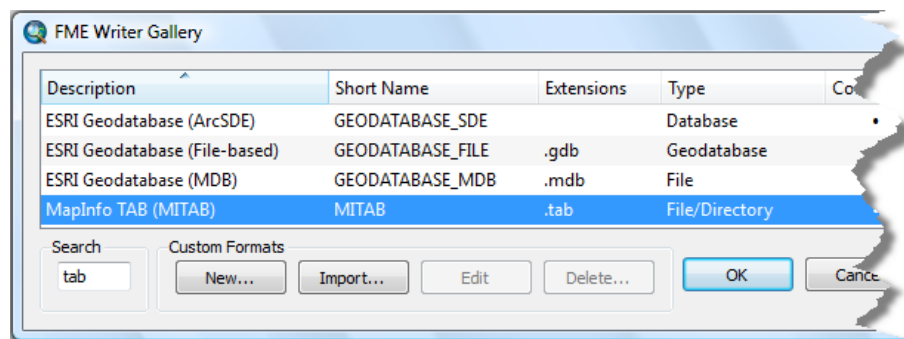 FME Writer Gallery
Description Short Name Extensions Type
ESRI Geodatabase (ArcSDE) GEODATABASE_SDE Database
ESRI Geodatabase (File-based) GEODATABASE_FILE .gdb Geodatabase
ESRI Geodatabase (MDB) GEODATABASE_MDB .mdb File
MapInfo TAB (MITAB) MITAB .tab File/Directory
Search Custom Formats
tab New... Import... Edit Delete... OK